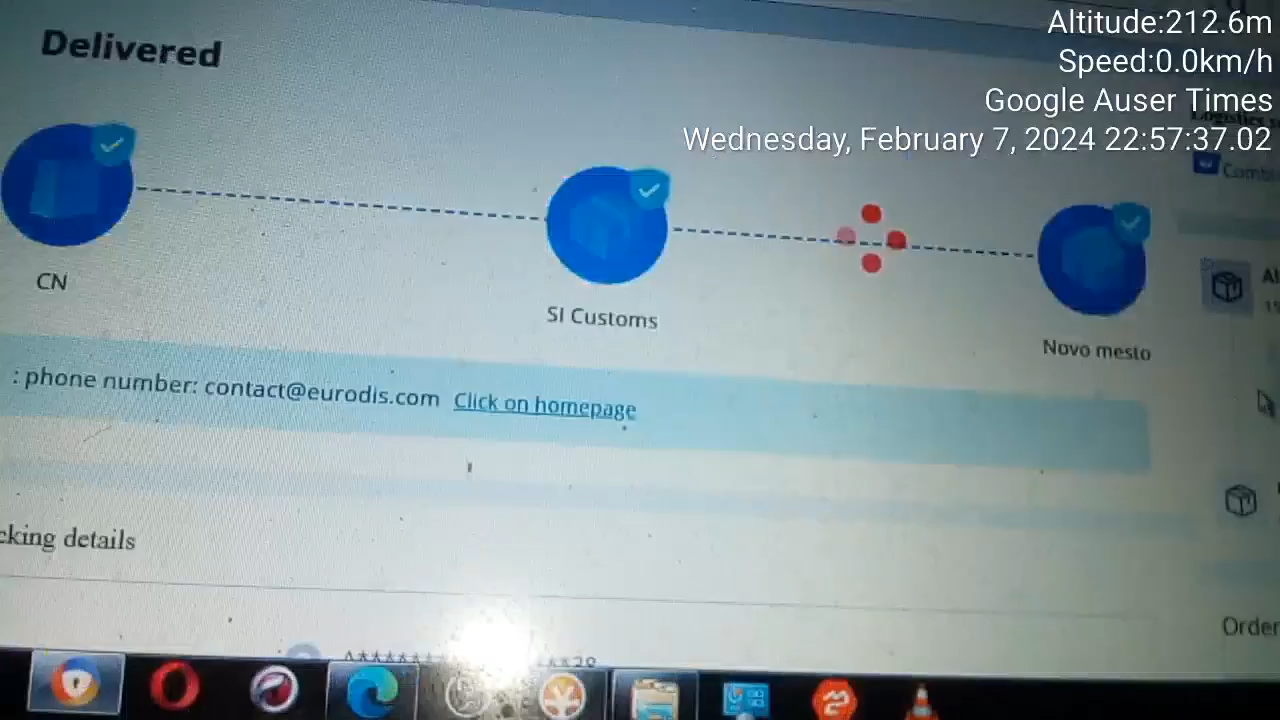 Altitude:212.6m
Speed:0.0km/h
Google Auser Times
Wednesday, February 7, 2024 22:57:37.02
Delivered
CN
SI Customs
Novo mesto
: phone number: contact@eurodis.com Click on homepage
cking details
Order